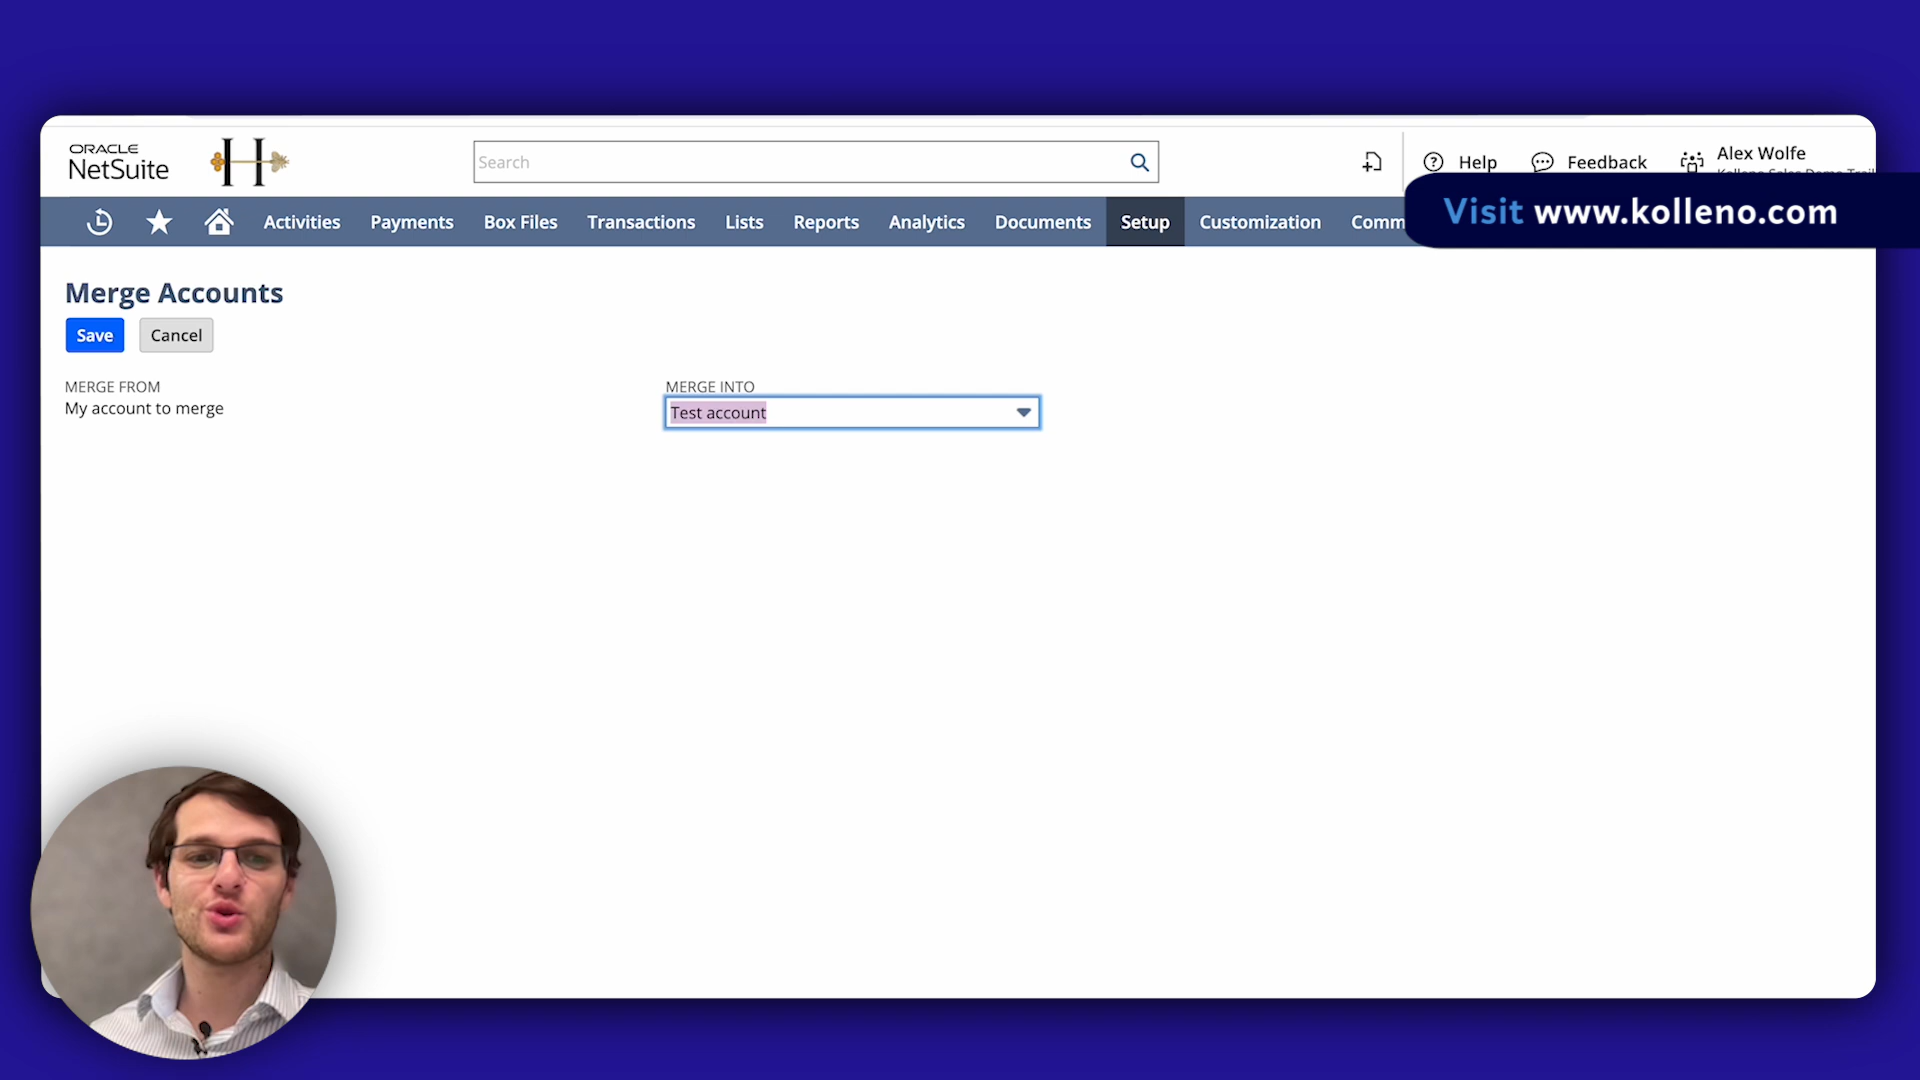 ORACLE
NetSuite
H
Search
Help
Feedback
Alex Wolfe
Visit www.kolleno.com
Activities
Payments
Box Files
Transactions
Lists
Reports
Analytics
Documents
Setup
Customization
Comm
Merge Accounts
Save
Cancel
MERGE FROM
My account to merge
MERGE INTO
Test account